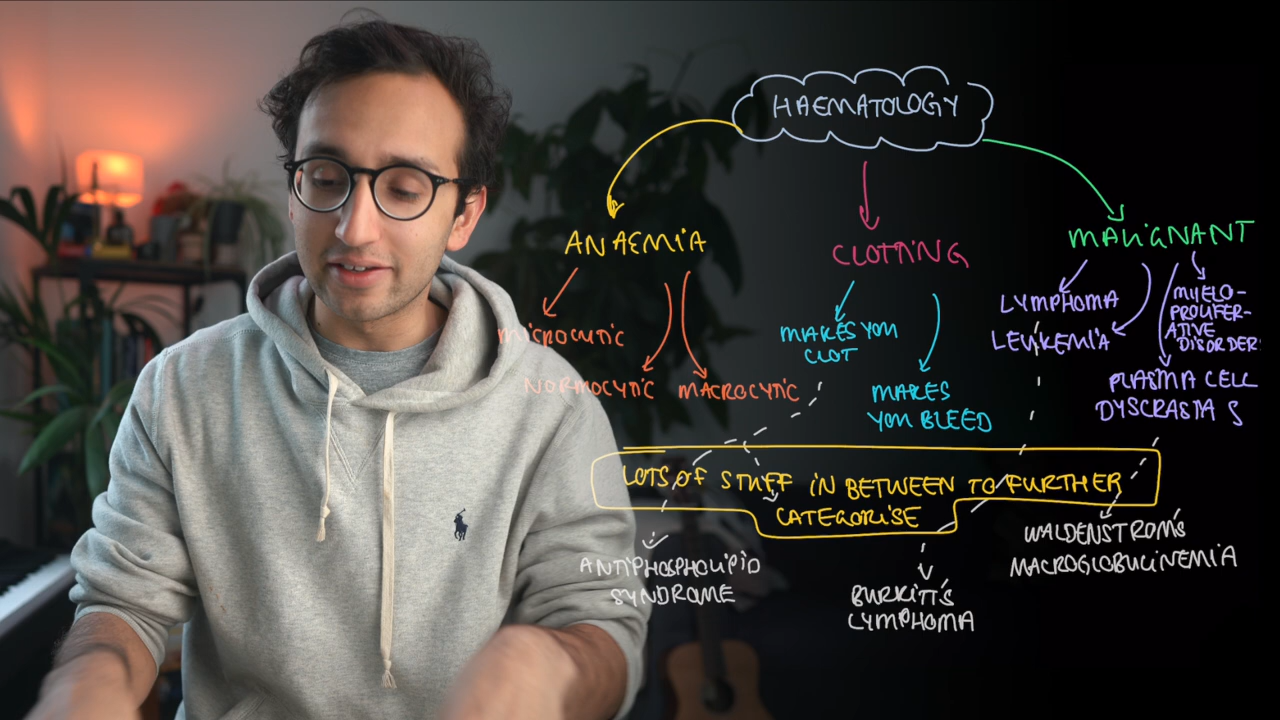 HAEMATOLOGY
ANAEMIA
MICROCYTIC
NORMOCYTIC
MACROCYTIC
CLOTTING
MAKES YOU
CLOT
MAKES
YOU BLEED
MALIGNANT
LYMPHOMA
LEUKEMIA
MYELO-
PROLIFER-
ATIVE
DISORDERS
PLASMA CELL
DYSCRASIAS
LOTS OF STUFF IN BETWEEN TO FURTHER
CATEGORISE
ANTIPHOSPHOLIPID
SYNDROME
BURKITT'S
LYMPHOMA
WALDENSTROM'S
MACROGLOBULINEMIA